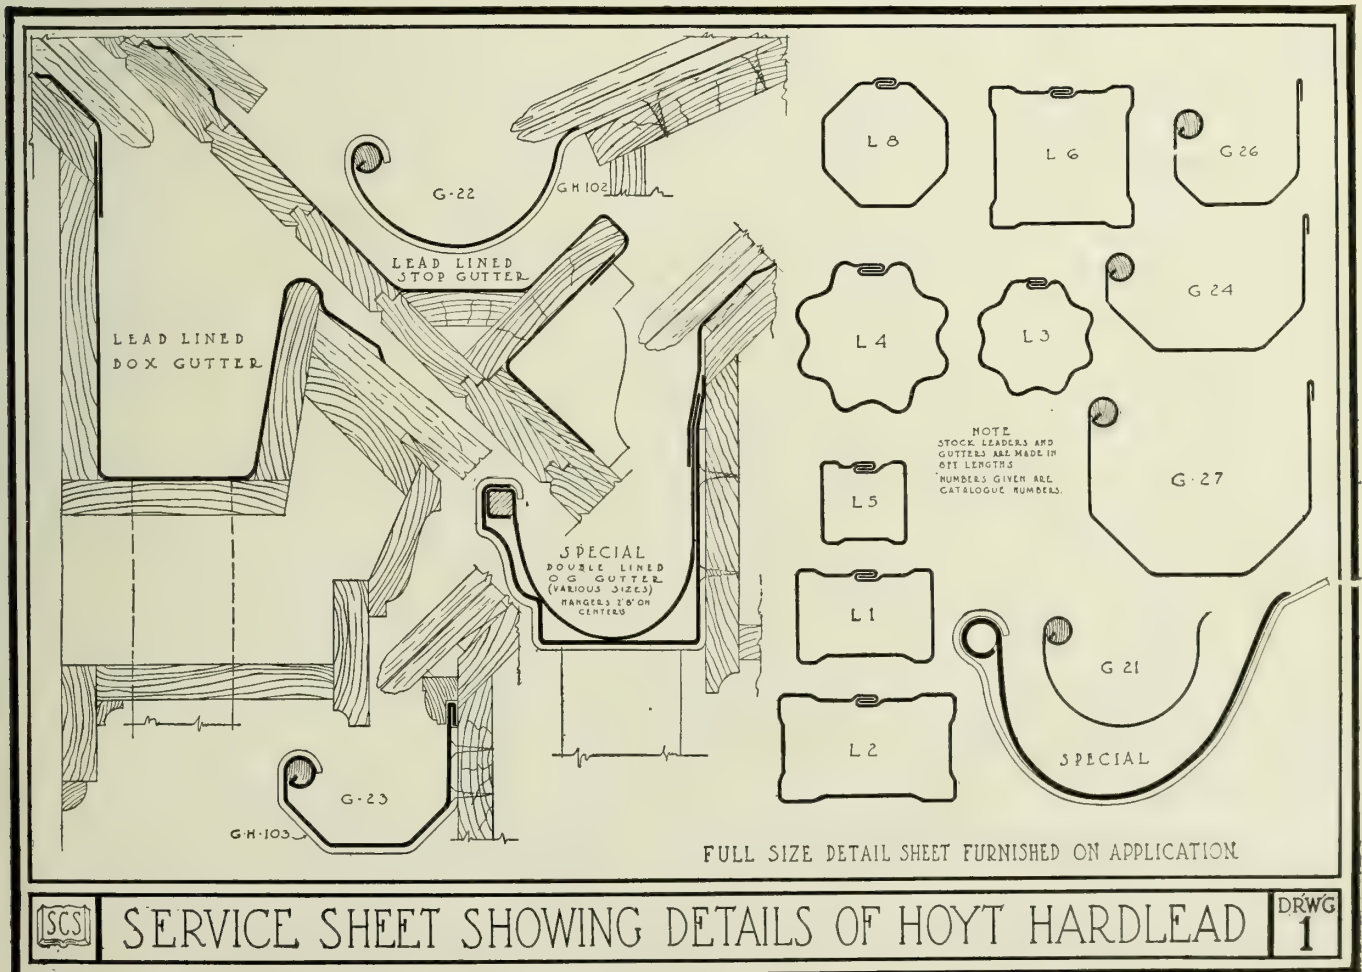 G-22
G H 102
LEAD LINED
STOP GUTTER
LEAD LINED
BOX GUTTER
SPECIAL
DOUBLE LINED
O G GUTTER
(VARIOUS SIZES)
HANGERS 2'8" ON
CENTERS
G-23
G·H·103
L 8
L 6
G 26
L 4
L 3
G 24
NOTE
STOCK LEADERS AND
GUTTERS ARE MADE IN
8FT LENGTHS
NUMBERS GIVEN ARE
CATALOGUE NUMBERS.
G-27
L 5
L 1
L 2
G 21
SPECIAL
FULL SIZE DETAIL SHEET FURNISHED ON APPLICATION.
SCS
SERVICE SHEET SHOWING DETAILS OF HOYT HARDLEAD
DRWG
1